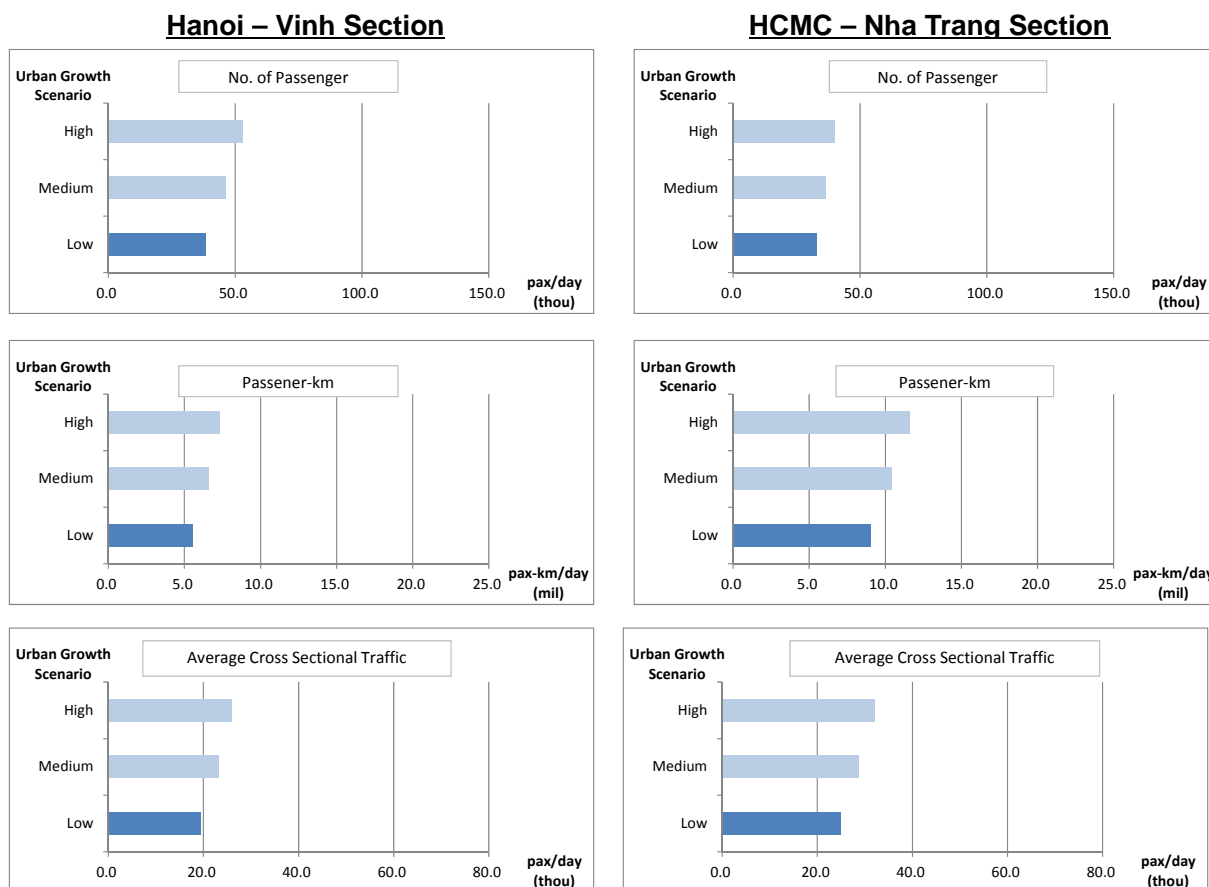 Hanoi – Vinh Section
Urban Growth
Scenario
No. of Passenger
High
Medium
Low
0.0 50.0 100.0 150.0
pax/day
(thou)
Urban Growth
Scenario
Passener-km
High
Medium
Low
0.0 5.0 10.0 15.0 20.0 25.0
pax-km/day
(mil)
Urban Growth
Scenario
Average Cross Sectional Traffic
High
Medium
Low
0.0 20.0 40.0 60.0 80.0
pax/day
(thou)
HCMC – Nha Trang Section
Urban Growth
Scenario
No. of Passenger
High
Medium
Low
0.0 50.0 100.0 150.0
pax/day
(thou)
Urban Growth
Scenario
Passener-km
High
Medium
Low
0.0 5.0 10.0 15.0 20.0 25.0
pax-km/day
(mil)
Urban Growth
Scenario
Average Cross Sectional Traffic
High
Medium
Low
0.0 20.0 40.0 60.0 80.0
pax/day
(thou)